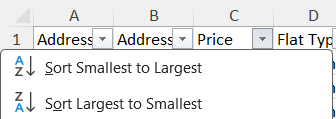 A B C D
1 Address Address Price Flat Typ
A Z Sort Smallest to Largest
Z A Sort Largest to Smallest